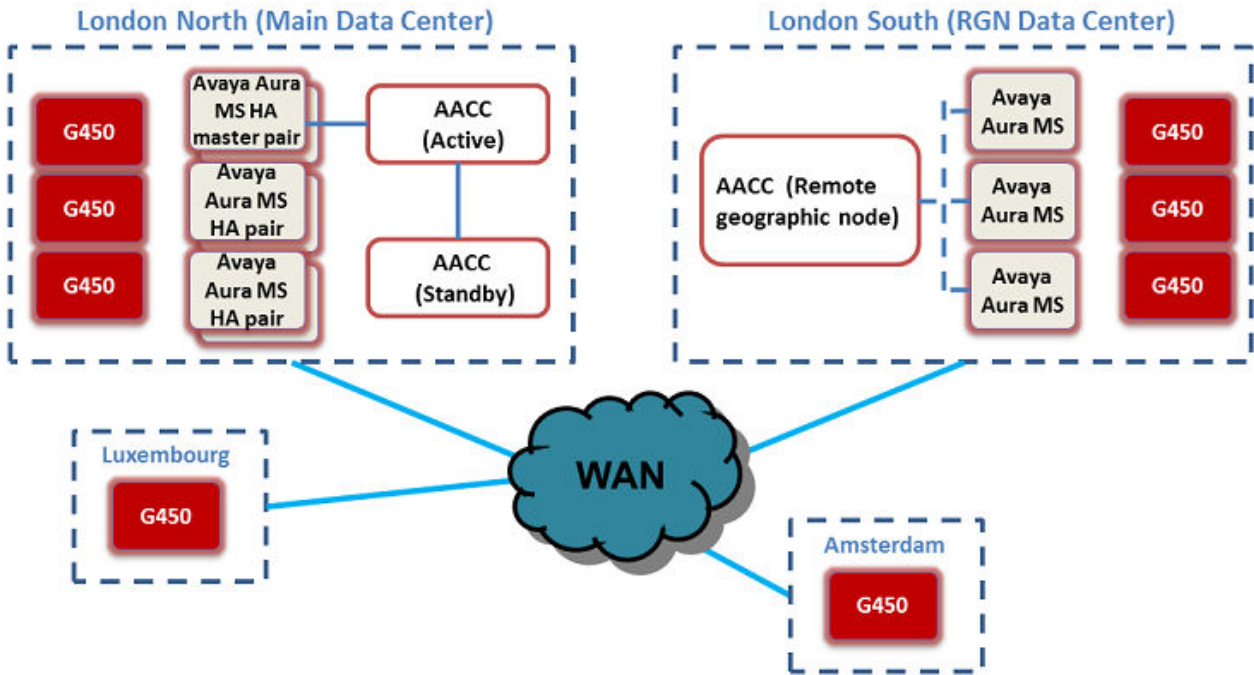 London North (Main Data Center)
G450
G450
G450
Avaya Aura
MS HA
master pair
Avaya
Aura MS
HA pair
Avaya
Aura MS
HA pair
AACC
(Active)
AACC
(Standby)
London South (RGN Data Center)
AACC (Remote
geographic node)
Avaya
Aura MS
Avaya
Aura MS
Avaya
Aura MS
G450
G450
G450
Luxembourg
G450
WAN
Amsterdam
G450